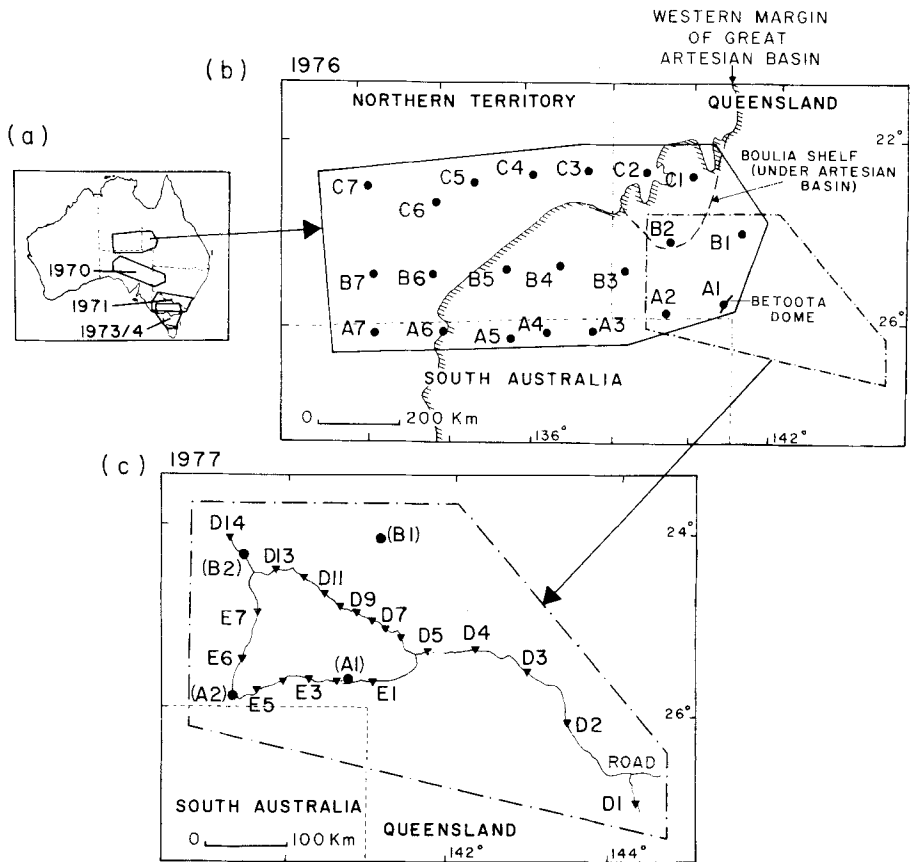 WESTERN MARGIN
OF GREAT
ARTESIAN BASIN
(b) 1976
NORTHERN TERRITORY QUEENSLAND
(a)
22°
BOULIA SHELF
(UNDER ARTESIAN
BASIN)
C7 C6 C5 C4 C3 C2 C1
1970
1971
1973/4
B7 B6 B5 B4 B3 B2 B1
A7 A6 A5 A4 A3 A2 A1
BETOOTA
DOME
26°
SOUTH AUSTRALIA
0 200 Km
136° 142°
(c) 1977
24°
D14
(B1)
(B2) D13
D11
D9
D7
E7
D5 D4
D3
E6
(A2) E5 E3 (A1) E1
D2
26°
ROAD
D1
SOUTH AUSTRALIA
0 100 Km
QUEENSLAND
142° 144°